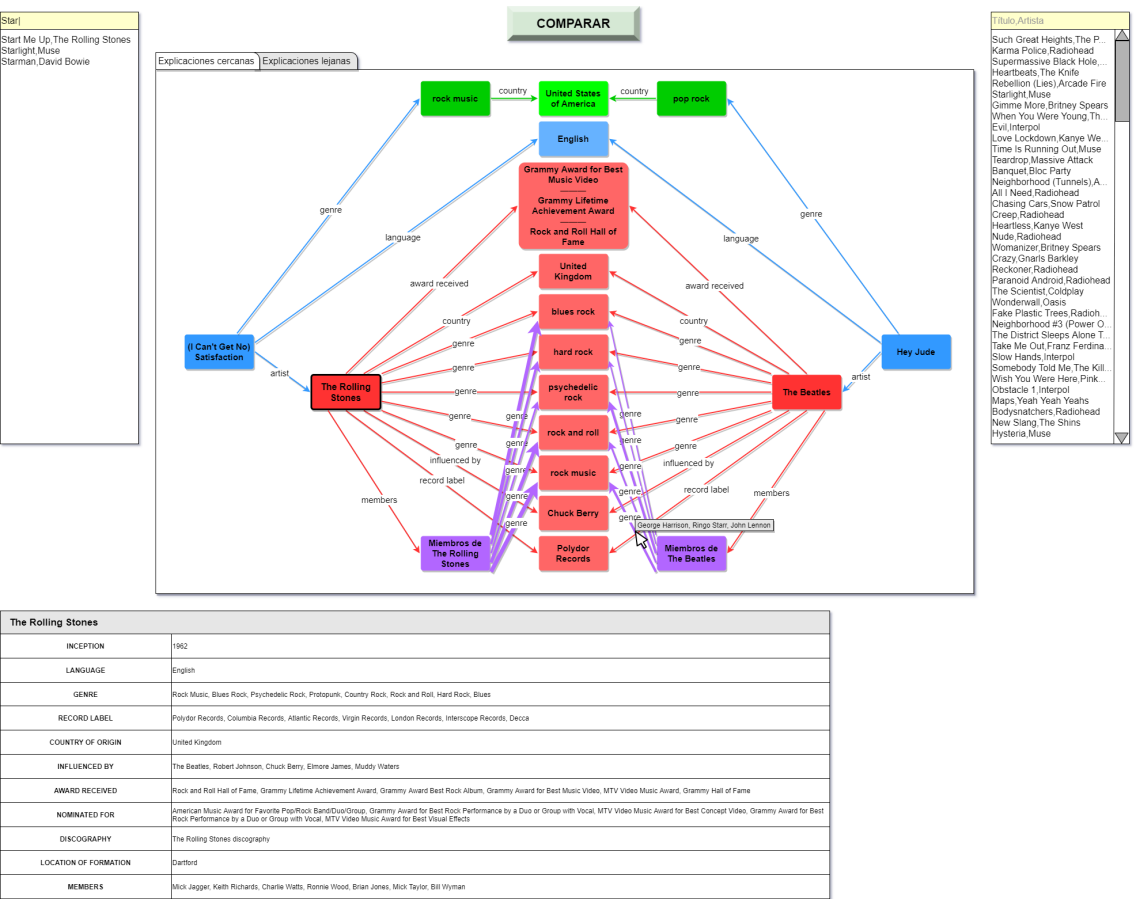 Star|
Start Me Up,The Rolling Stones
Starlight,Muse
Starman,David Bowie
COMPARAR
Explicaciones cercanas
Explicaciones lejanas
rock music
country
United States
of America
country
pop rock
English
Grammy Award for Best
Music Video
Grammy Lifetime
Achievement Award
Rock and Roll Hall of
Fame
genre
language
award received
genre
language
award received
United
Kingdom
country
country
blues rock
genre
genre
(I Can't Get No)
Satisfaction
hard rock
Hey Jude
genre
genre
artist
artist
The Rolling
Stones
genre
psychedelic
rock
genre
The Beatles
genre
genre
genre
rock and roll
genre
genre
genre
genre
genre
influenced by
genre
rock music
genre
influenced by
record label
record label
members
members
genre
genre
Chuck Berry
genre
genre
George Harrison, Ringo Starr, John Lennon
Miembros de
The Rolling
Stones
Polydor
Records
Miembros de
The Beatles
Título,Artista
Such Great Heights,The P...
Karma Police,Radiohead
Supermassive Black Hole,...
Heartbeats,The Knife
Rebellion (Lies),Arcade Fire
Starlight,Muse
Gimme More,Britney Spears
When You Were Young,Th...
Evil,Interpol
Love Lockdown,Kanye We...
Time Is Running Out,Muse
Teardrop,Massive Attack
Banquet,Bloc Party
Neighborhood (Tunnels),A...
All I Need,Radiohead
Chasing Cars,Snow Patrol
Creep,Radiohead
Heartless,Kanye West
Nude,Radiohead
Womanizer,Britney Spears
Crazy,Gnarls Barkley
Reckoner,Radiohead
Paranoid Android,Radiohead
The Scientist,Coldplay
Wonderwall,Oasis
Fake Plastic Trees,Radioh...
Neighborhood #3 (Power O...
The District Sleeps Alone T...
Take Me Out,Franz Ferdina...
Slow Hands,Interpol
Somebody Told Me,The Kill...
Wish You Were Here,Pink...
Obstacle 1,Interpol
Maps,Yeah Yeah Yeahs
Bodysnatchers,Radiohead
New Slang,The Shins
Hysteria,Muse
The Rolling Stones
INCEPTION 1962
LANGUAGE English
GENRE Rock Music, Blues Rock, Psychedelic Rock, Protopunk, Country Rock, Rock and Roll, Hard Rock, Blues
RECORD LABEL Polydor Records, Columbia Records, Atlantic Records, Virgin Records, London Records, Interscope Records, Decca
COUNTRY OF ORIGIN United Kingdom
INFLUENCED BY The Beatles, Robert Johnson, Chuck Berry, Elmore James, Muddy Waters
AWARD RECEIVED Rock and Roll Hall of Fame, Grammy Lifetime Achievement Award, Grammy Award Best Rock Album, Grammy Award for Best Music Video, MTV Video Music Award, Grammy Hall of Fame
NOMINATED FOR American Music Award for Favorite Pop/Rock Band/Duo/Group, Grammy Award for Best Rock Performance by a Duo or Group with Vocal, MTV Video Music Award for Best Concept Video, Grammy Award for Best
Rock Performance by a Duo or Group with Vocal, MTV Video Music Award for Best Visual Effects
DISCOGRAPHY The Rolling Stones discography
LOCATION OF FORMATION Dartford
MEMBERS Mick Jagger, Keith Richards, Charlie Watts, Ronnie Wood, Brian Jones, Mick Taylor, Bill Wyman